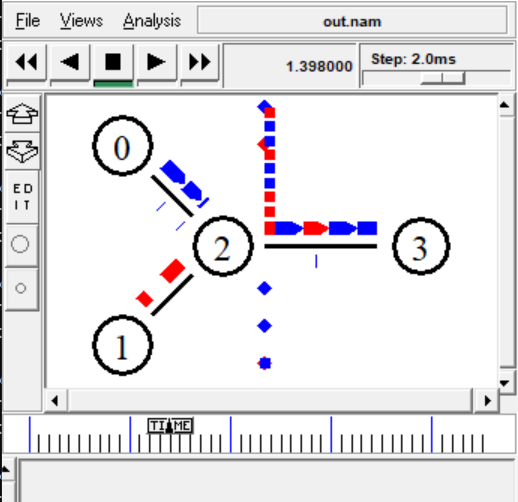 File Views Analysis out.nam
1.398000 Step: 2.0ms
ED
IT
0
2
3
1
TIME